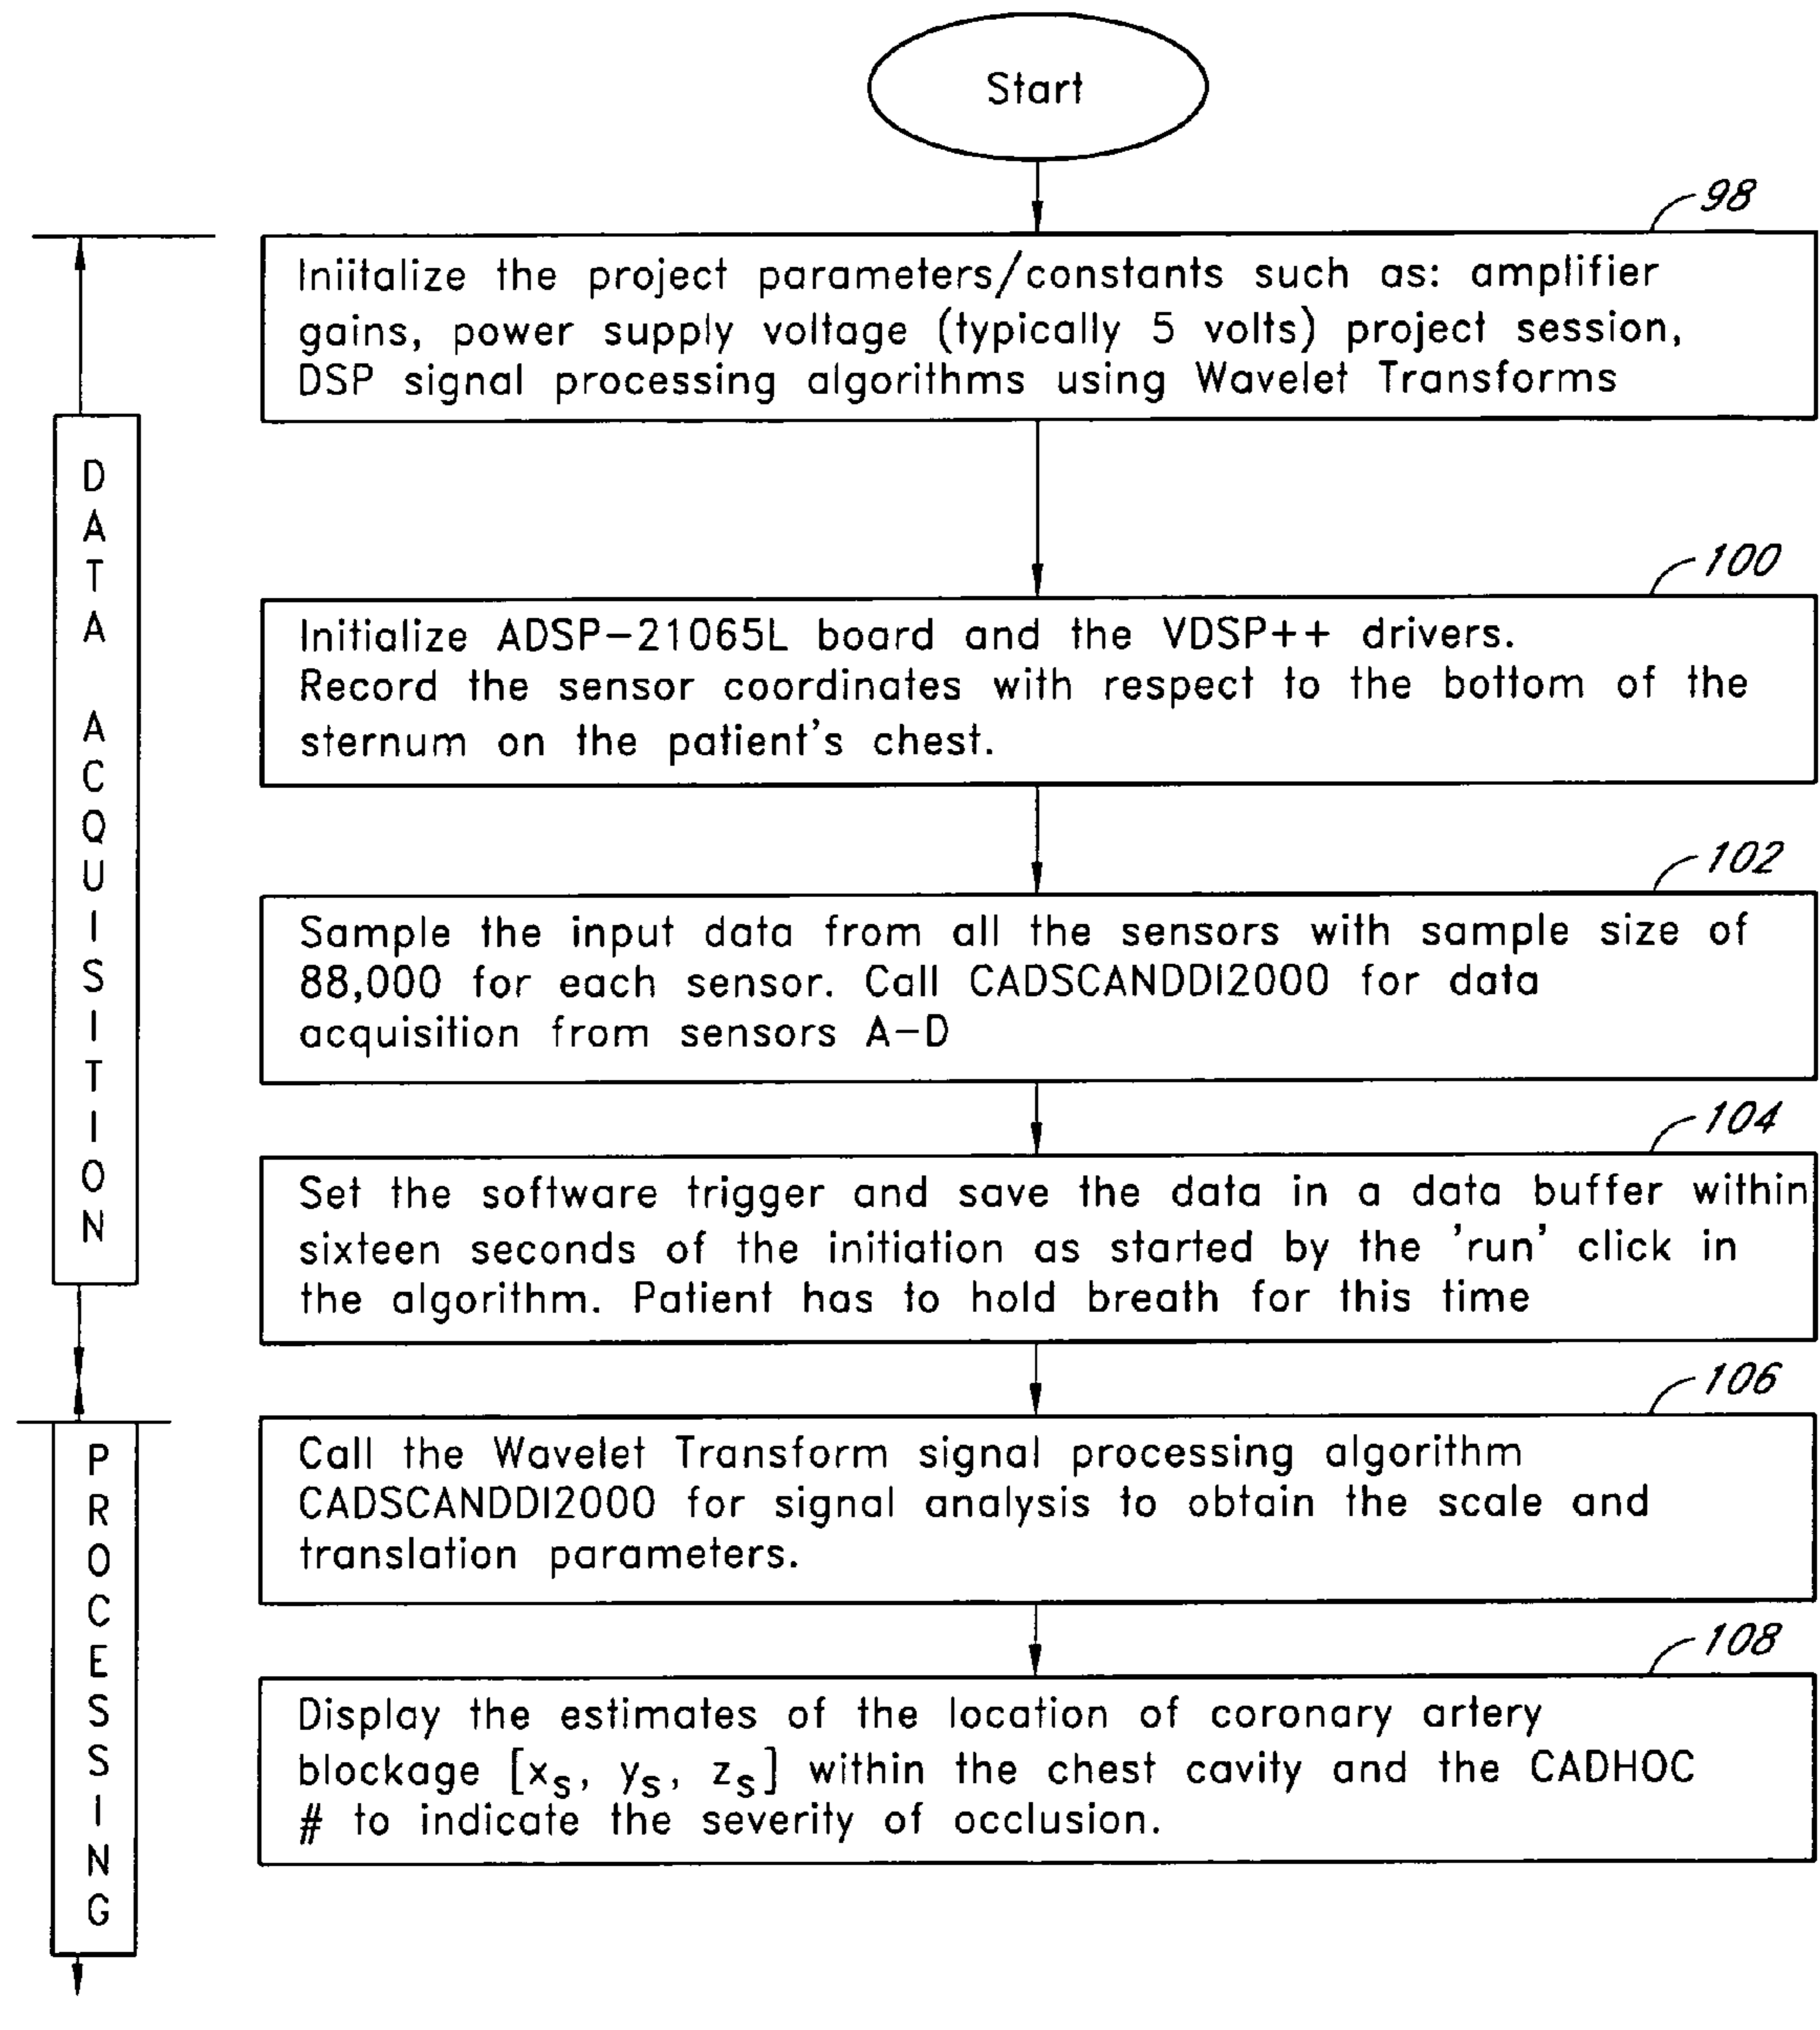 Start
98
Iniitalize the project parameters/constants such as: amplifier
gains, power supply voltage (typically 5 volts) project session,
DSP signal processing algorithms using Wavelet Transforms
100
Initialize ADSP-21065L board and the VDSP++ drivers.
Record the sensor coordinates with respect to the bottom of the
sternum on the patient's chest.
102
Sample the input data from all the sensors with sample size of
88,000 for each sensor. Call CADSCANDDI2000 for data
acquisition from sensors A-D
104
Set the software trigger and save the data in a data buffer within
sixteen seconds of the initiation as started by the 'run' click in
the algorithm. Patient has to hold breath for this time
DATA ACQUISITION
106
Call the Wavelet Transform signal processing algorithm
CADSCANDDI2000 for signal analysis to obtain the scale and
translation parameters.
108
Display the estimates of the location of coronary artery
blockage [xs, ys, zs] within the chest cavity and the CADHOC
# to indicate the severity of occlusion.
PROCESSING